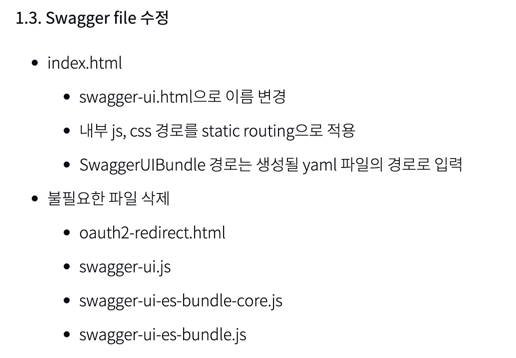 1.3. Swagger file 수정
index.html
swagger-ui.html으로 이름 변경
내부 js, css 경로를 static routing으로 적용
SwaggerUIBundle 경로는 생성될 yaml 파일의 경로로 입력
불필요한 파일 삭제
oauth2-redirect.html
swagger-ui.js
swagger-ui-es-bundle-core.js
swagger-ui-es-bundle.js